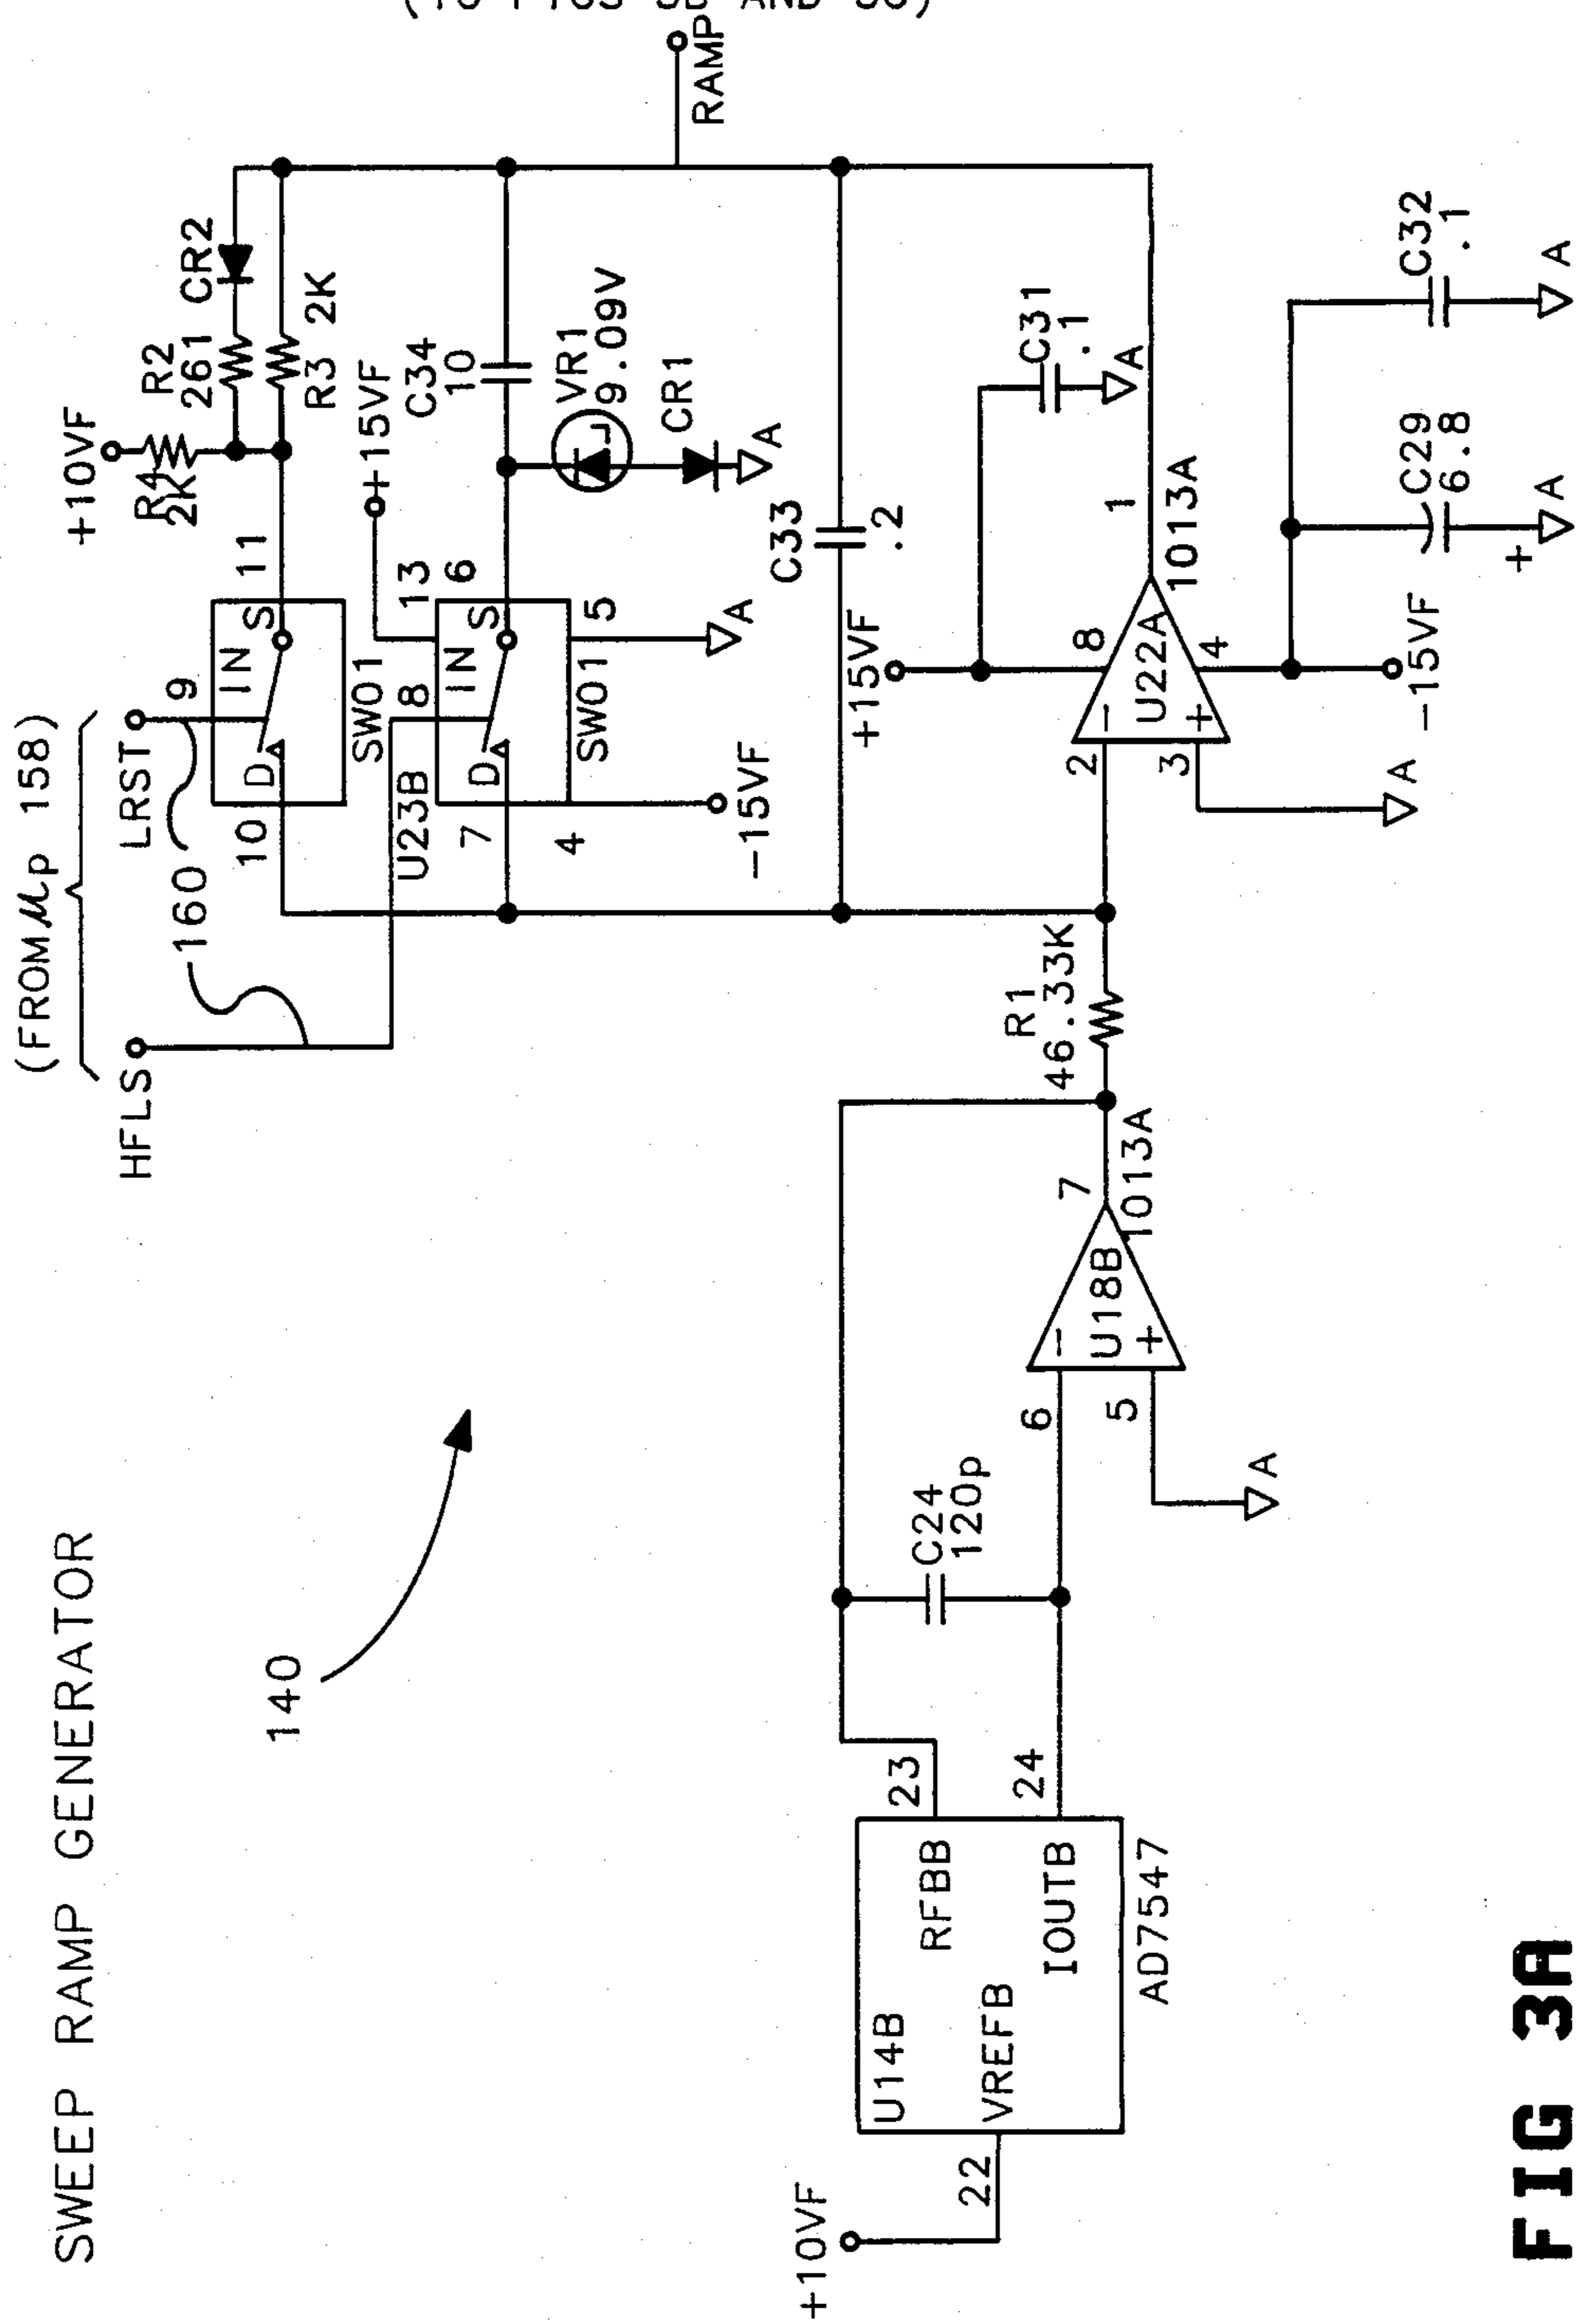 SWEEP RAMP GENERATOR
140
(FROM μp 158)
HFLS
LRST
160
9
10
IN
D
S
11
SW01
+10VF
R4
2K
R2
261
CR2
R3 2K
+15VF
13
8
U23B
7
IN
D
S
6
5
4
SW01
A
-15VF
C34
10
VR1
9.09V
CR1
A
RAMP
C33
.2
+15VF
C31
.1
A
8
2
-
U22A
+
3
4
1
1013A
A
-15VF
C29
6.8
+
A
C32
.1
A
R1
46.33K
7
1013A
6
-
U18B
+
5
A
C24
120p
23
24
U14B
RFBB
VREFB
IOUTB
AD7547
22
+10VF
FIG 3A